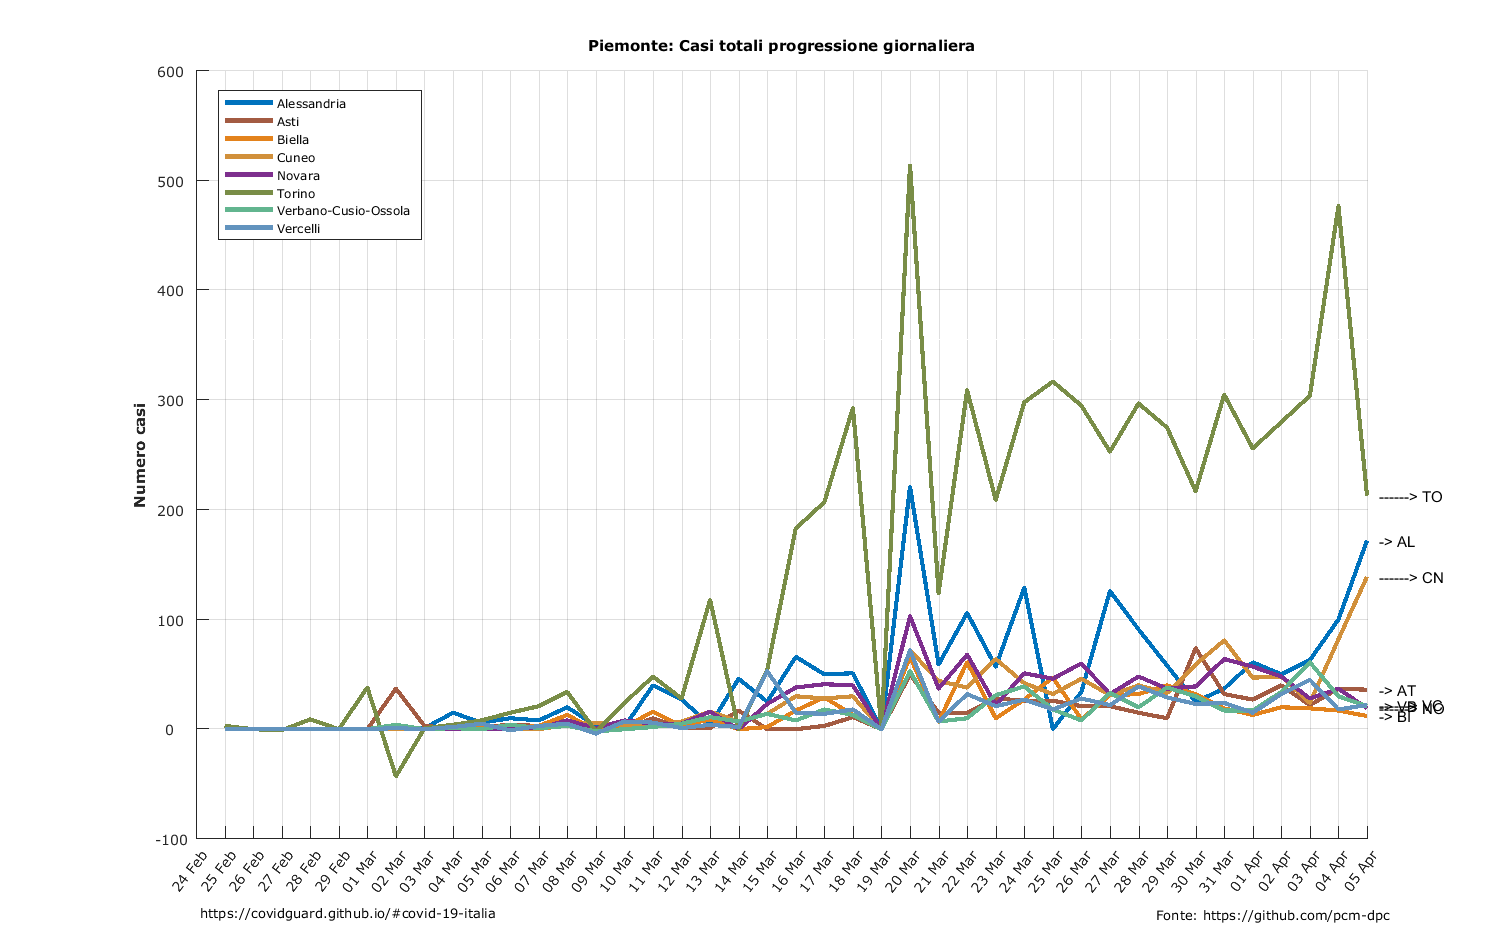 Piemonte: Casi totali progressione giornaliera
600
500
400
300
200
100
0
-100
Numero casi
Alessandria
Asti
Biella
Cuneo
Novara
Torino
Verbano-Cusio-Ossola
Vercelli
------> TO
-> AL
------> CN
-> AT
-> BI
24 Feb
25 Feb
26 Feb
27 Feb
28 Feb
29 Feb
01 Mar
02 Mar
03 Mar
04 Mar
05 Mar
06 Mar
07 Mar
08 Mar
09 Mar
10 Mar
11 Mar
12 Mar
13 Mar
14 Mar
15 Mar
16 Mar
17 Mar
18 Mar
19 Mar
20 Mar
21 Mar
22 Mar
23 Mar
24 Mar
25 Mar
26 Mar
27 Mar
28 Mar
29 Mar
30 Mar
31 Mar
01 Apr
02 Apr
03 Apr
04 Apr
05 Apr
https://covidguard.github.io/#covid-19-italia
Fonte: https://github.com/pcm-dpc